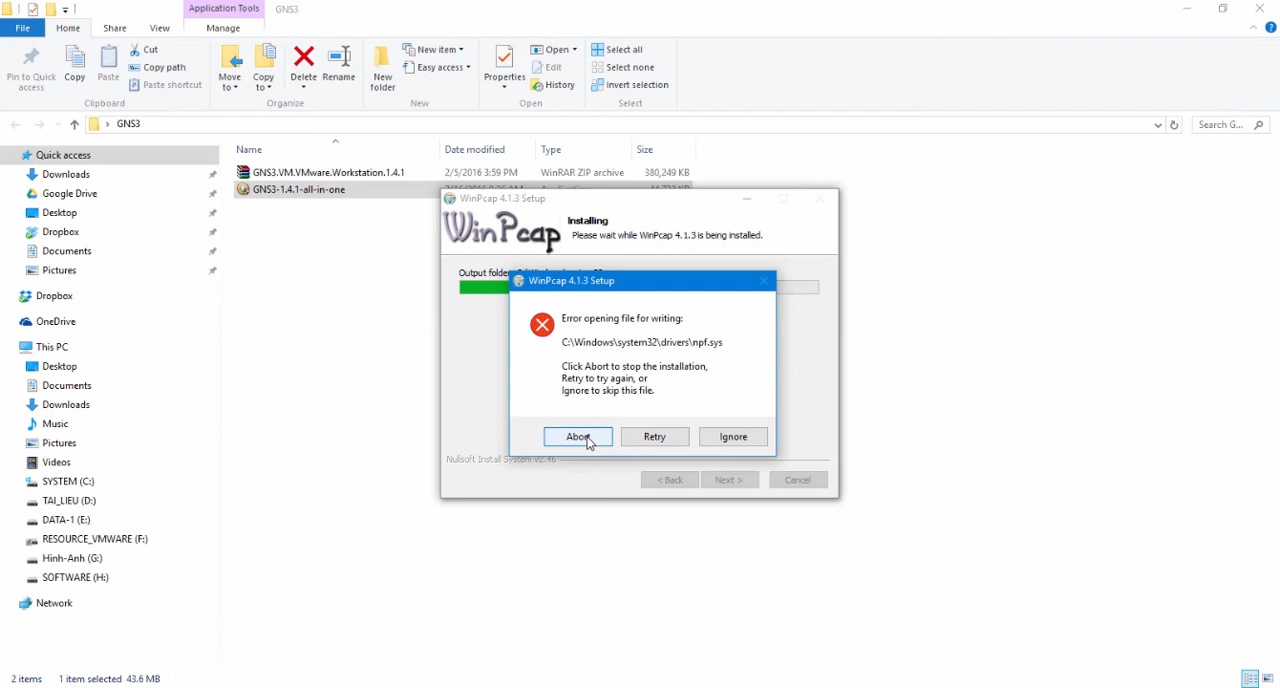 Application Tools
GNS3
File
Home
Share
View
Manage
Pin to Quick access
Copy
Paste
Cut
Copy path
Paste shortcut
Clipboard
Move to
Copy to
Delete
Rename
Organize
New folder
New item
Easy access
New
Properties
Open
Edit
History
Open
Select all
Select none
Invert selection
Select
GNS3
Search G...
Name
Date modified
Type
Size
GNS3.VM.VMware.Workstation.1.4.1
2/5/2016 3:59 PM
WinRAR ZIP archive
380,249 KB
GNS3-1.4.1-all-in-one
Quick access
Downloads
Google Drive
Desktop
Dropbox
Documents
Pictures
Dropbox
OneDrive
This PC
Desktop
Documents
Downloads
Music
Pictures
Videos
SYSTEM (C:)
TAI_LIEU (D:)
DATA-1 (E:)
RESOURCE_VMWARE (F:)
Hinh-Anh (G:)
SOFTWARE (H:)
Network
WinPcap 4.1.3 Setup
WinPcap
Installing
Please wait while WinPcap 4.1.3 is being installed.
Output folder:
WinPcap 4.1.3 Setup
Error opening file for writing:
C:\Windows\system32\drivers\npf.sys
Click Abort to stop the installation,
Retry to try again, or
Ignore to skip this file.
Abort
Retry
Ignore
Nullsoft Install System v2.46
< Back
Next >
Cancel
2 items
1 item selected 43.6 MB